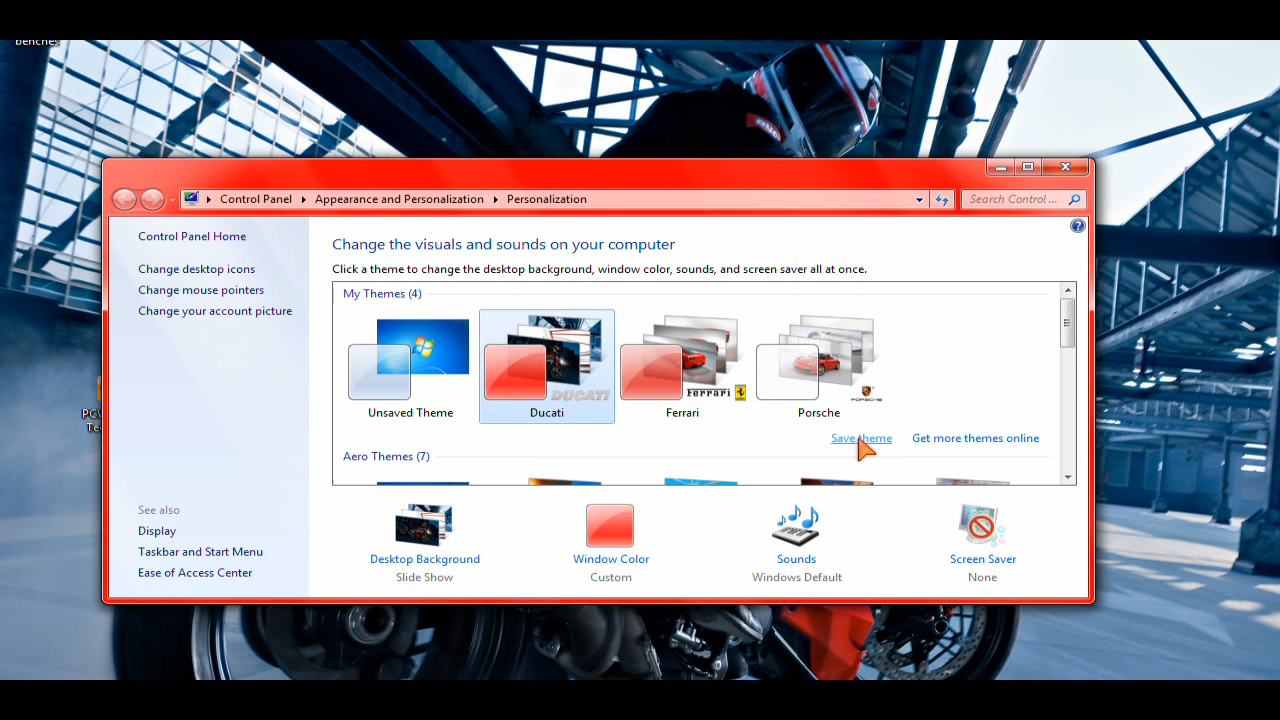 benches
Control Panel
Appearance and Personalization
Personalization
Search Control ...
Control Panel Home
Change desktop icons
Change mouse pointers
Change your account picture
See also
Display
Taskbar and Start Menu
Ease of Access Center
Change the visuals and sounds on your computer
Click a theme to change the desktop background, window color, sounds, and screen saver all at once.
My Themes (4)
DUCATI
Ferrari
PORSCHE
Unsaved Theme
Ducati
Ferrari
Porsche
Save theme
Get more themes online
Aero Themes (7)
Desktop Background
Slide Show
Window Color
Custom
Sounds
Windows Default
Screen Saver
None